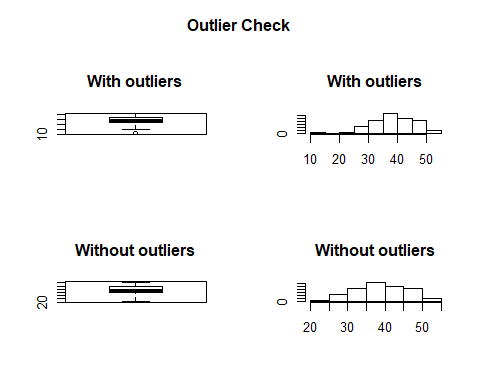 Outlier Check
With outliers
With outliers
10
0
10 20 30 40 50
Without outliers
Without outliers
20
0
20 30 40 50